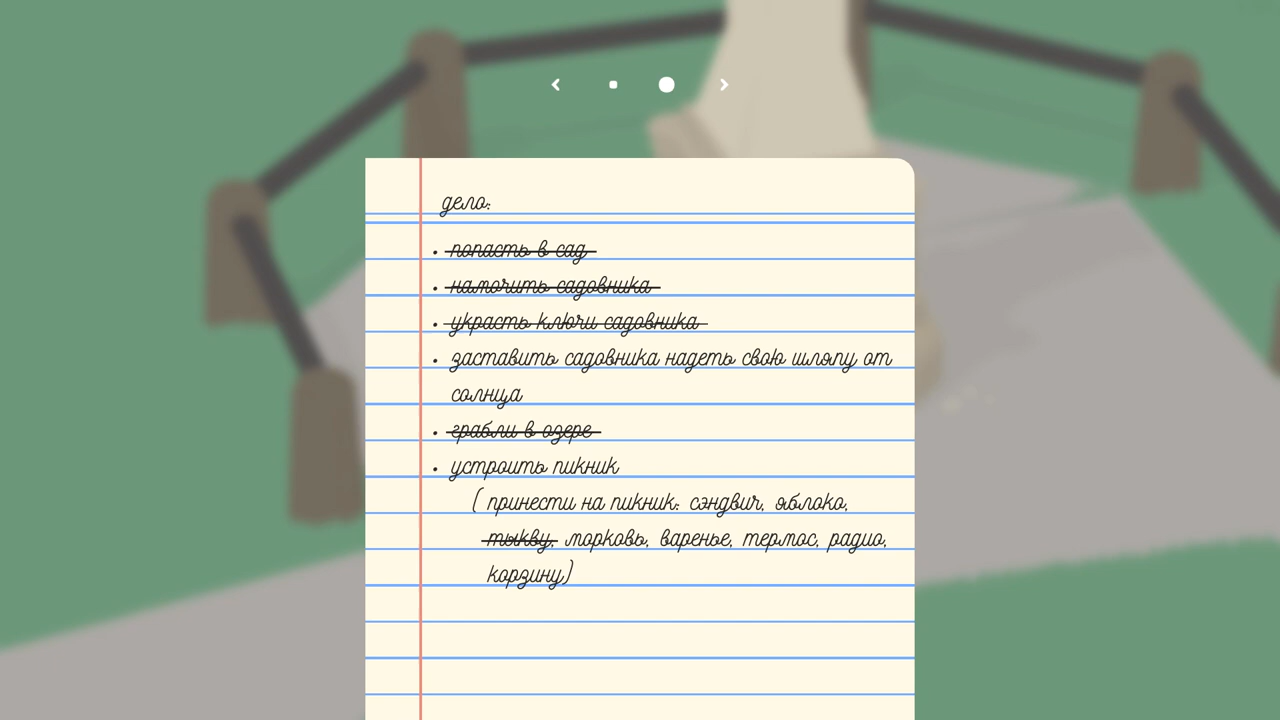 дело:
• попасть в сад
• намочить садовника
• украсть ключи садовника
• заставить садовника надеть свою шляпу от
солнца
• грабли в озере
• устроить пикник
( принести на пикник: сэндвич, яблоко,
тыкву, морковь, варенье, термос, радио,
корзину)